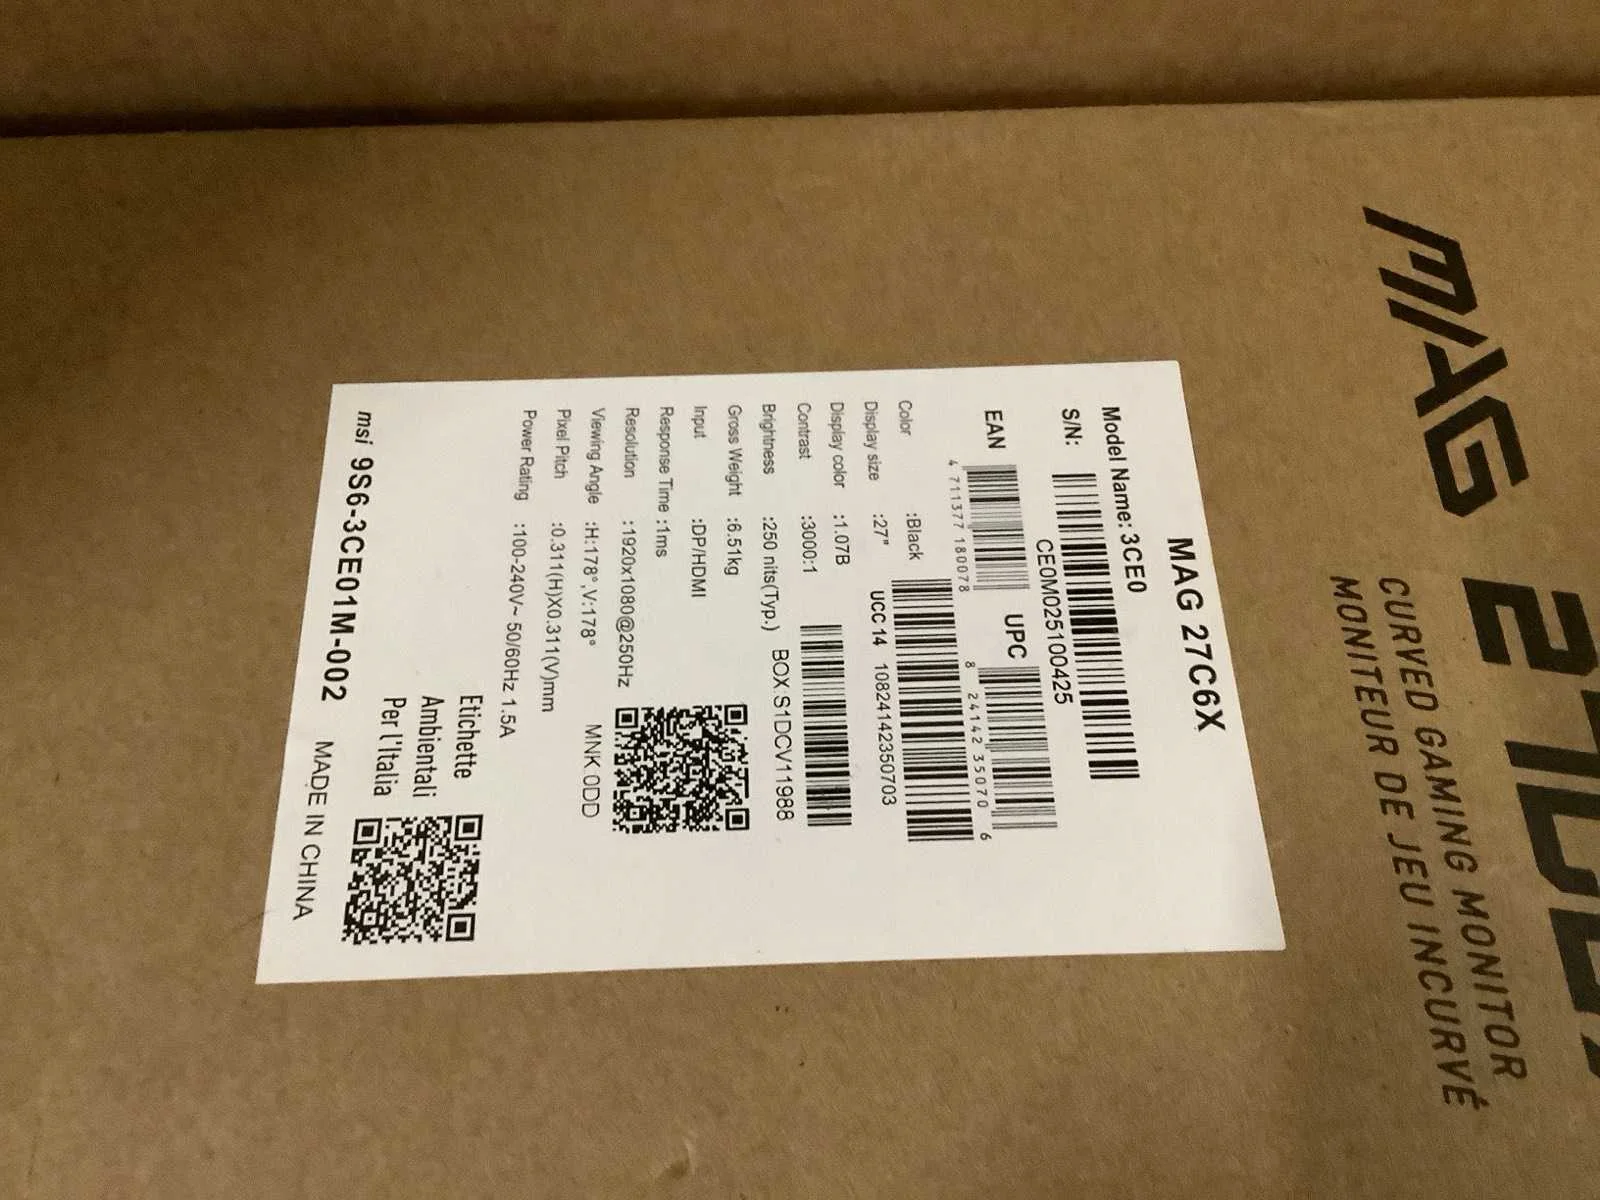 MAG 27C6X
CURVED GAMING MONITOR
MONITEUR DE JEU INCURVÉ
MAG 27C6X
Model Name: 3CE0
S/N:
CE0M025100425
EAN
4 711377 180078
UPC
8 24142 35070 6
UCC 14 10824142350703
Color :Black
Display size :27"
Display color :1.07B
Contrast :3000:1
Brightness :250 nits(Typ.)
BOX.S1DCV11988
Gross Weight :6.51kg
Input :DP/HDMI
Response Time :1ms
Resolution :1920x1080@250Hz
Viewing Angle :H:178°,V:178°
MNK.0DD
Pixel Pitch :0.311(H)X0.311(V)mm
Power Rating :100-240V~ 50/60Hz 1.5A
Etichette
Ambientali
Per l'Italia
msi 9S6-3CE01M-002
MADE IN CHINA